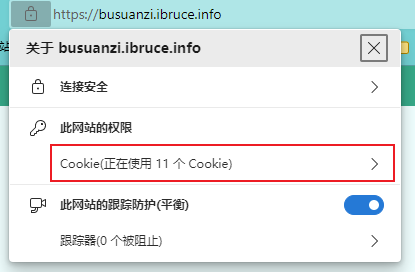 https://busuanzi.ibruce.info
关于 busuanzi.ibruce.info
连接安全
此网站的权限
Cookie(正在使用 11 个 Cookie)
此网站的跟踪防护(平衡)
跟踪器(0 个被阻止)